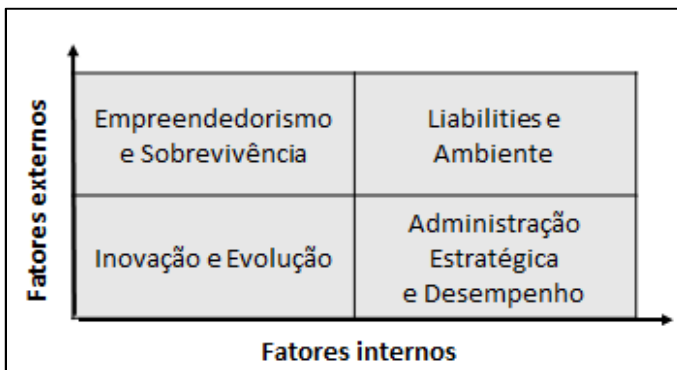 Fatores externos
Empreendedorismo
e Sobrevivência
Liabilities e
Ambiente
Inovação e Evolução
Administração
Estratégica
e Desempenho
Fatores internos